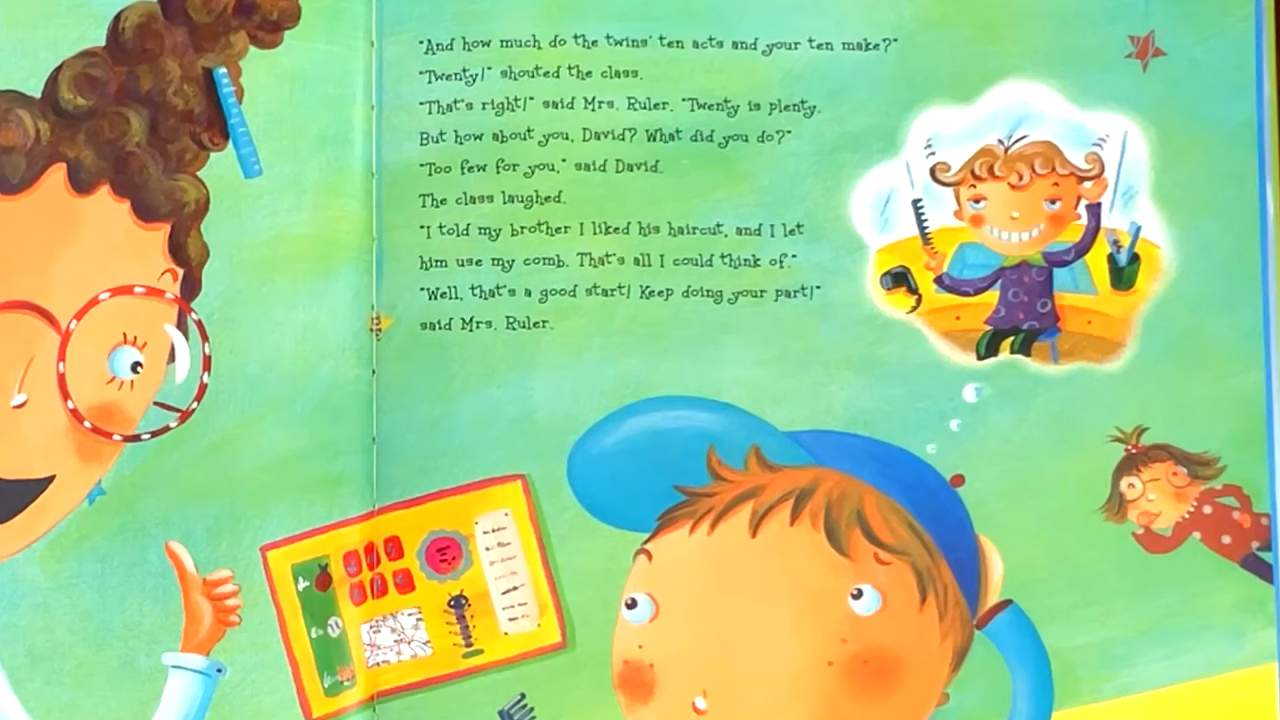 "And how much do the twins' ten acts and your ten make?"
"Twenty!" shouted the class.
"That's right!" said Mrs. Ruler. "Twenty is plenty.
But how about you, David? What did you do?"
"Too few for you," said David.
The class laughed.
"I told my brother I liked his haircut, and I let
him use my comb. That's all I could think of."
"Well, that's a good start! Keep doing your part!"
said Mrs. Ruler.